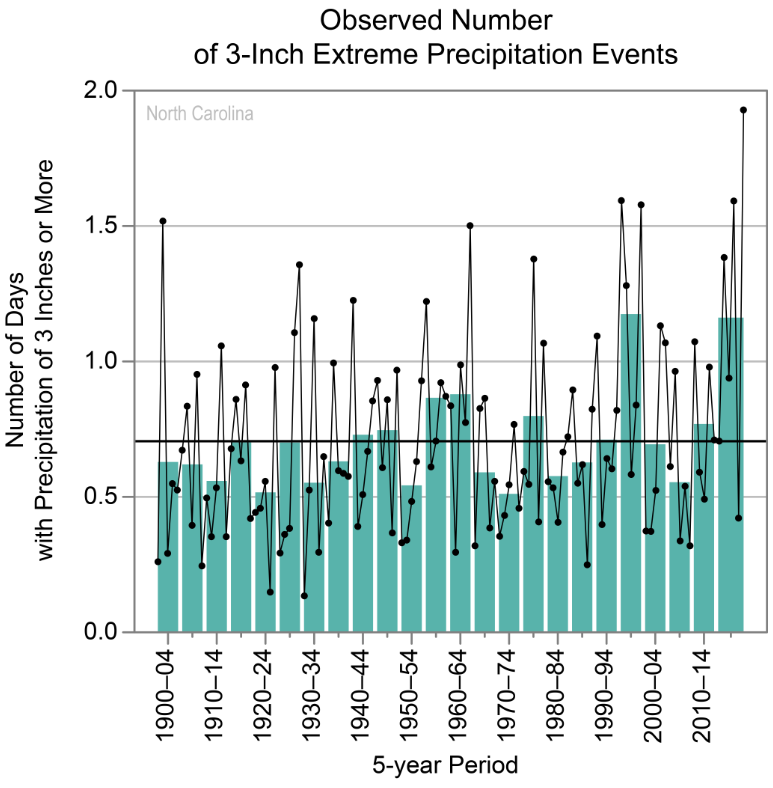 Observed Number
of 3-Inch Extreme Precipitation Events
North Carolina
Number of Days
with Precipitation of 3 Inches or More
2.0
1.5
1.0
0.5
0.0
1900–04
1910–14
1920–24
1930–34
1940–44
1950–54
1960–64
1970–74
1980–84
1990–94
2000–04
2010–14
5-year Period